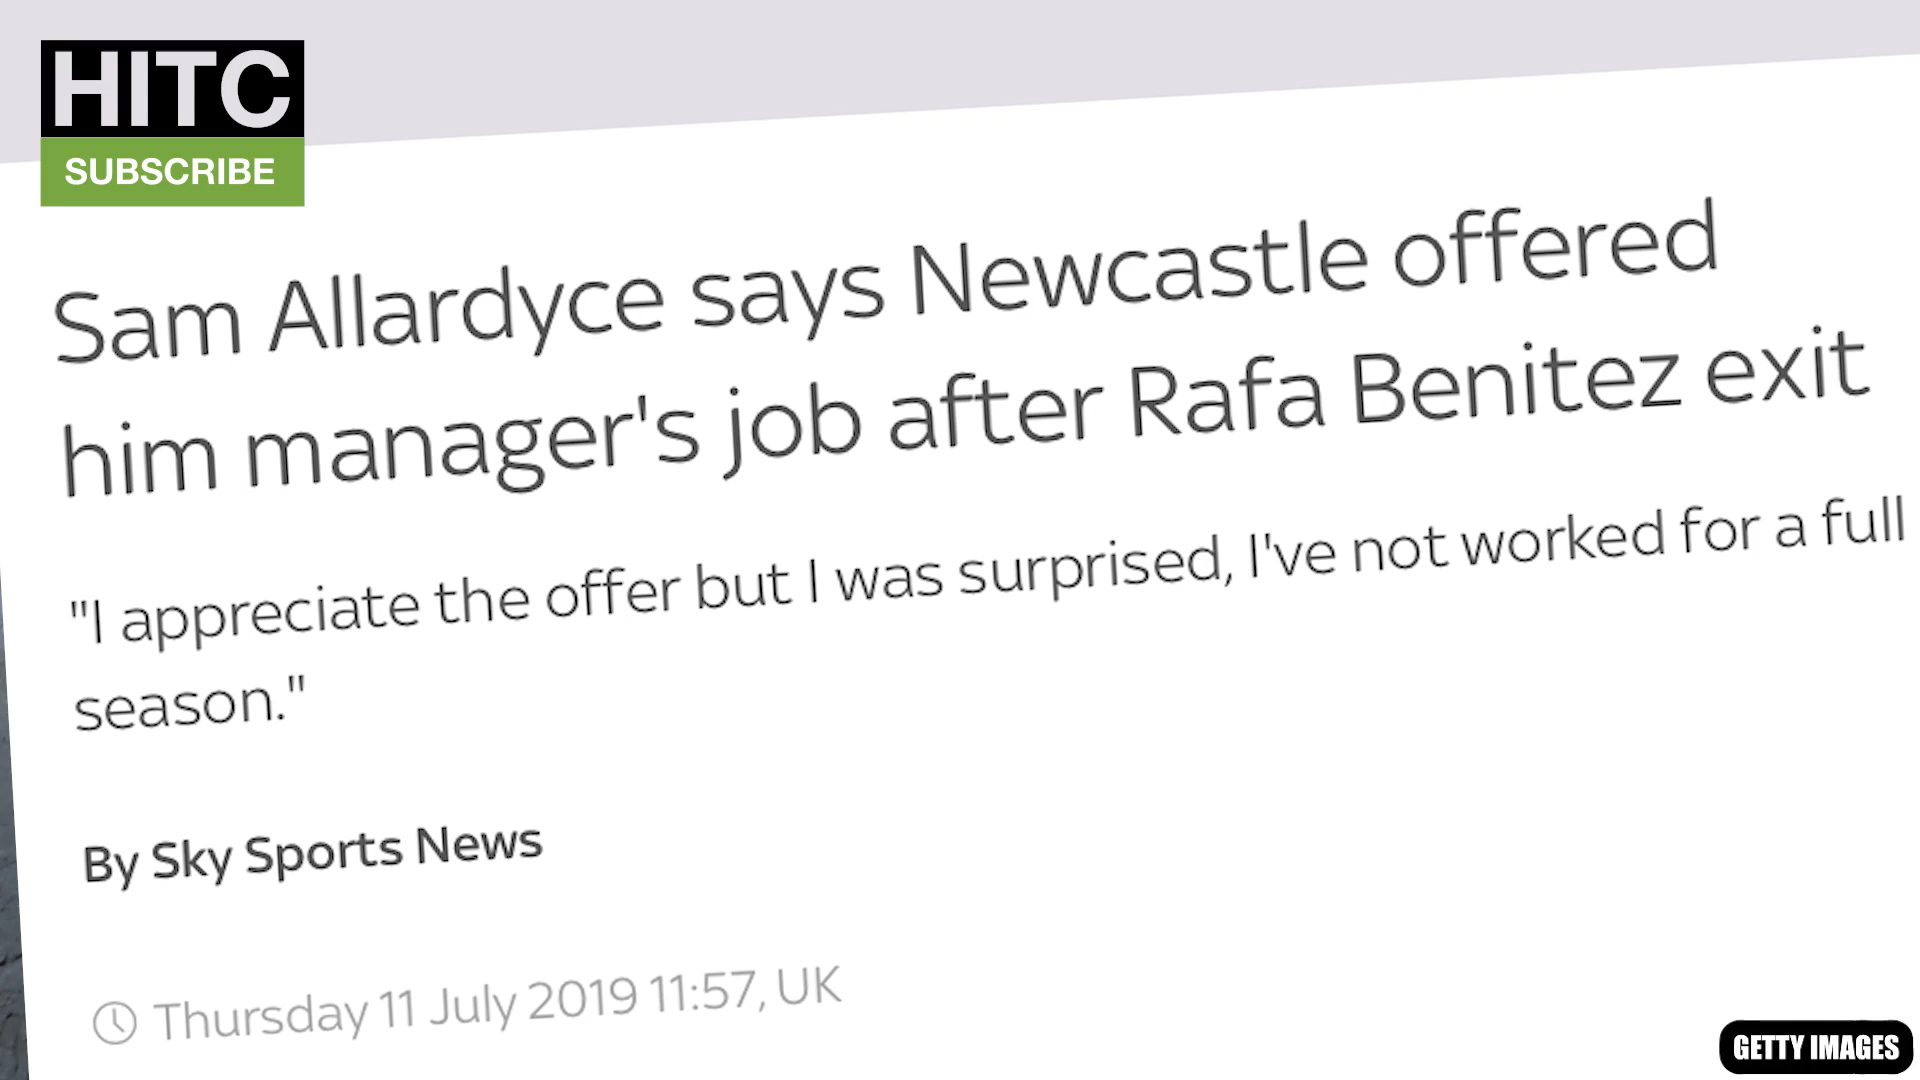 HITC
SUBSCRIBE
Sam Allardyce says Newcastle offered
him manager's job after Rafa Benitez exit
"I appreciate the offer but I was surprised, I've not worked for a full
season."
By Sky Sports News
Thursday 11 July 2019 11:57, UK
GETTY IMAGES